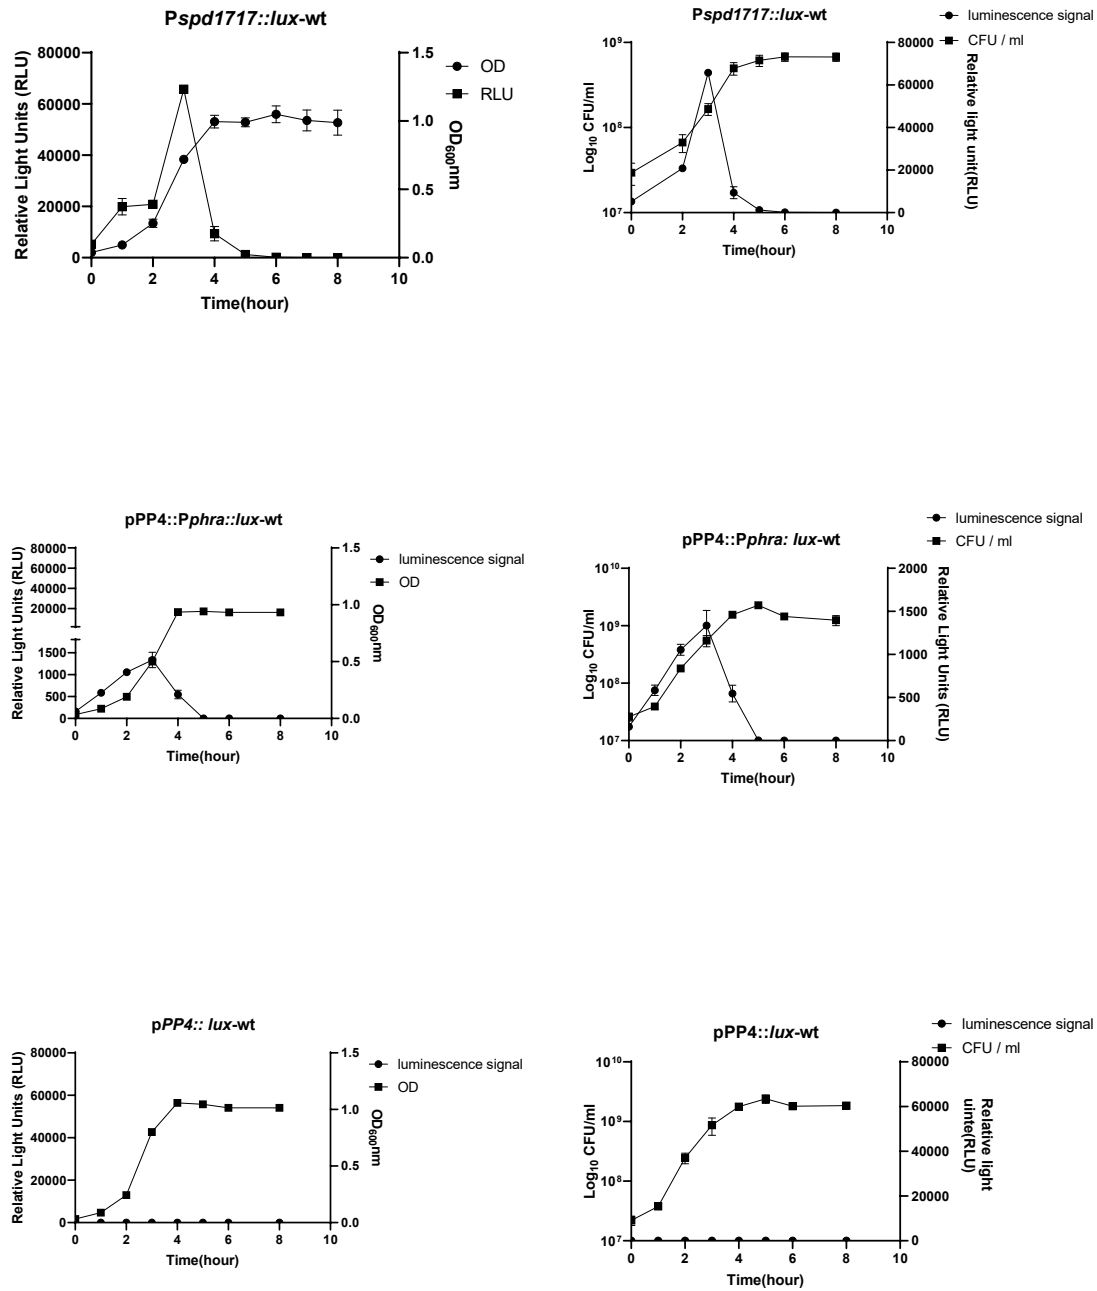 Pspd1717::lux-wt
Relative Light Units (RLU)
80000
60000
40000
20000
0
1.5
1.0
0.5
0.0
OD₆₀₀nm
OD
RLU
0 2 4 6 8 10
Time(hour)
Pspd1717::lux-wt
luminescence signal
CFU / ml
Log₁₀ CFU/ml
10⁹
10⁸
10⁷
80000
60000
40000
20000
0
Relative light unit(RLU)
0 2 4 6 8 10
Time(hour)
pPP4::Pphra::lux-wt
Relative Light Units (RLU)
80000
60000
40000
20000
1500
1000
500
0
1.5
1.0
0.5
0.0
OD₆₀₀nm
luminescence signal
OD
0 2 4 6 8 10
Time(hour)
pPP4::Pphra: lux-wt
luminescence signal
CFU / ml
Log₁₀ CFU/ml
10¹⁰
10⁹
10⁸
10⁷
2000
1500
1000
500
0
Relative Light Units (RLU)
0 2 4 6 8 10
Time(hour)
pPP4:: lux-wt
Relative Light Units (RLU)
80000
60000
40000
20000
0
1.5
1.0
0.5
0.0
OD₆₀₀nm
luminescence signal
OD
0 2 4 6 8 10
Time(hour)
pPP4::lux-wt
luminescence signal
CFU / ml
Log₁₀ CFU/ml
10¹⁰
10⁹
10⁸
10⁷
80000
60000
40000
20000
0
Relative light
uinte(RLU)
0 2 4 6 8 10
Time(hour)